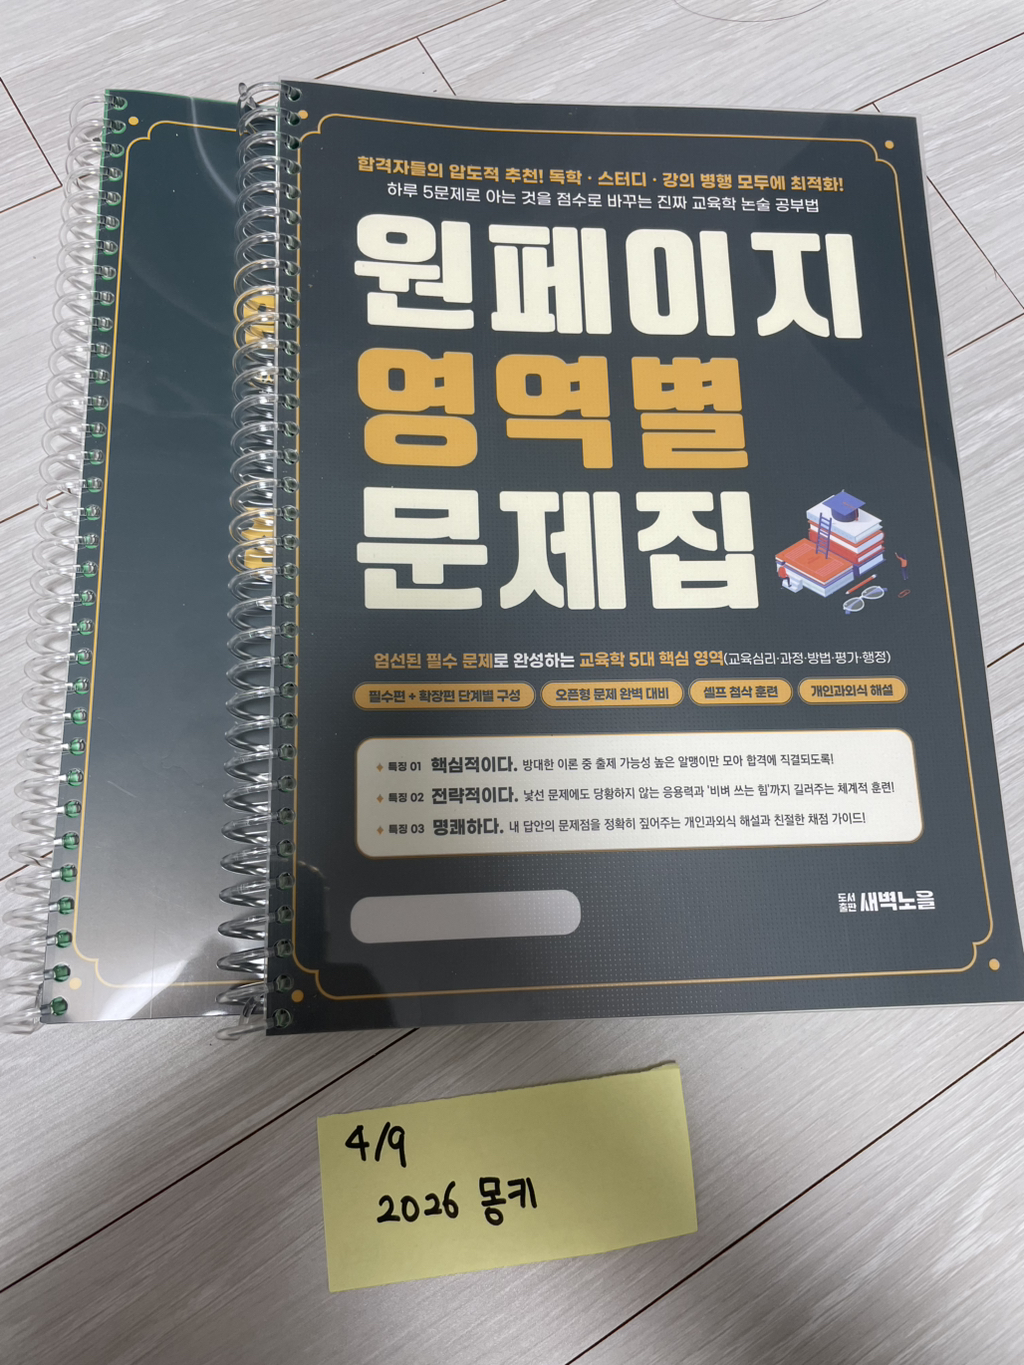 합격자들의 압도적 추천! 독학 · 스터디 · 강의 병행 모두에 최적화!
하루 5문제로 아는 것을 점수로 바꾸는 진짜 교육학 논술 공부법
원페이지
영역별
문제집
엄선된 필수 문제로 완성하는 교육학 5대 핵심 영역(교육심리·과정·방법·평가·행정)
필수편 + 확장편 단계별 구성 오픈형 문제 완벽 대비 셀프 첨삭 훈련 개인과외식 해설
특징 01 핵심적이다. 방대한 이론 중 출제 가능성 높은 알맹이만 모아 합격에 직결되도록!
특징 02 전략적이다. 낯선 문제에도 당황하지 않는 응용력과 '비벼 쓰는 힘'까지 길러주는 체계적 훈련!
특징 03 명쾌하다. 내 답안의 문제점을 정확히 짚어주는 개인과외식 해설과 친절한 채점 가이드!
도서출판 새벽노을
4/9
2026 몽키